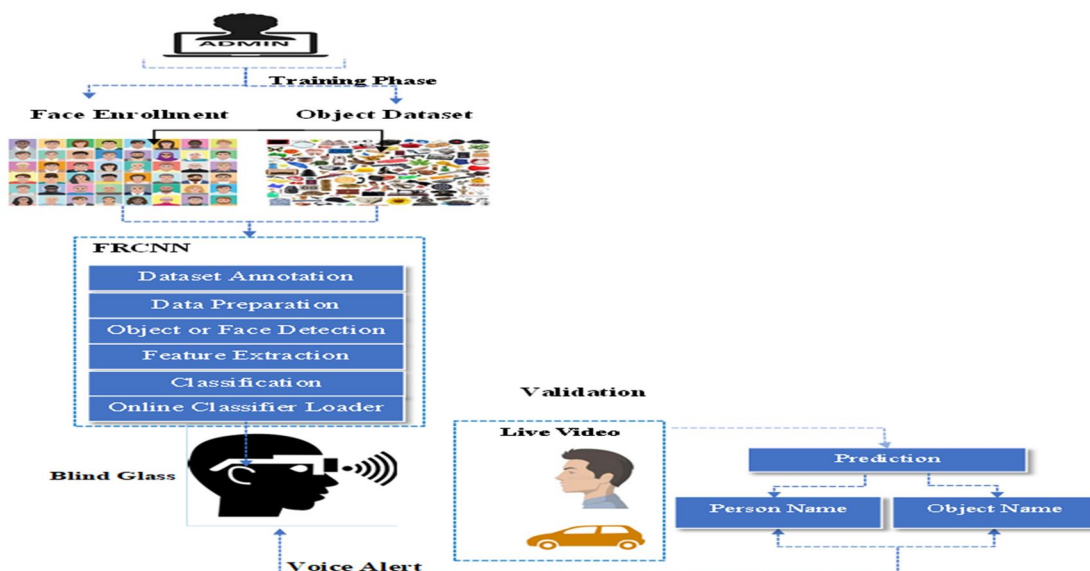 ADMIN
Training Phase
Face Enrollment
Object Dataset
FRCNN
Dataset Annotation
Data Preparation
Object or Face Detection
Feature Extraction
Classification
Online Classifier Loader
Blind Glass
Voice Alert
Validation
Live Video
Prediction
Person Name
Object Name